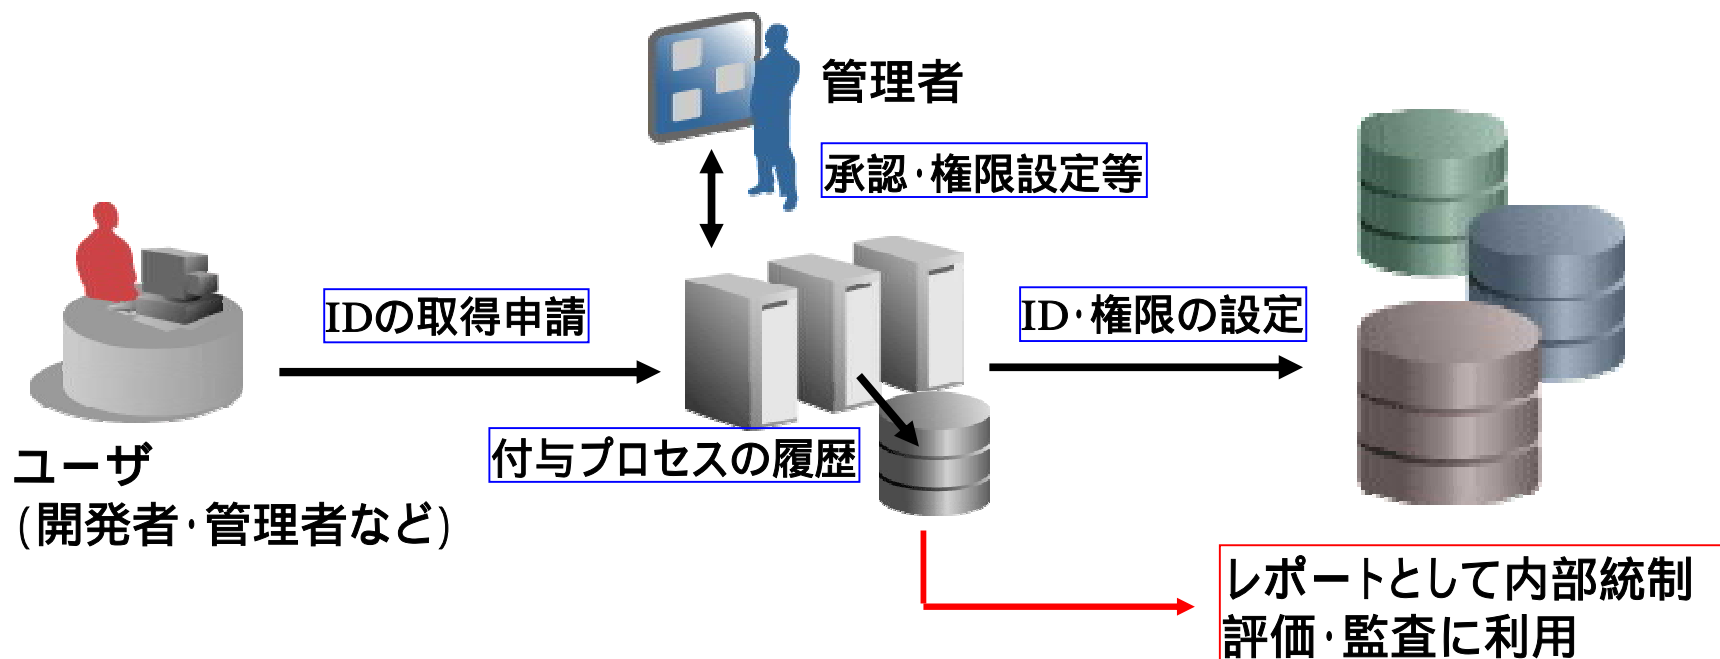 管理者
承認・権限設定等
IDの取得申請
ID・権限の設定
付与プロセスの履歴
ユーザ
(開発者・管理者など)
レポートとして内部統制
評価・監査に利用